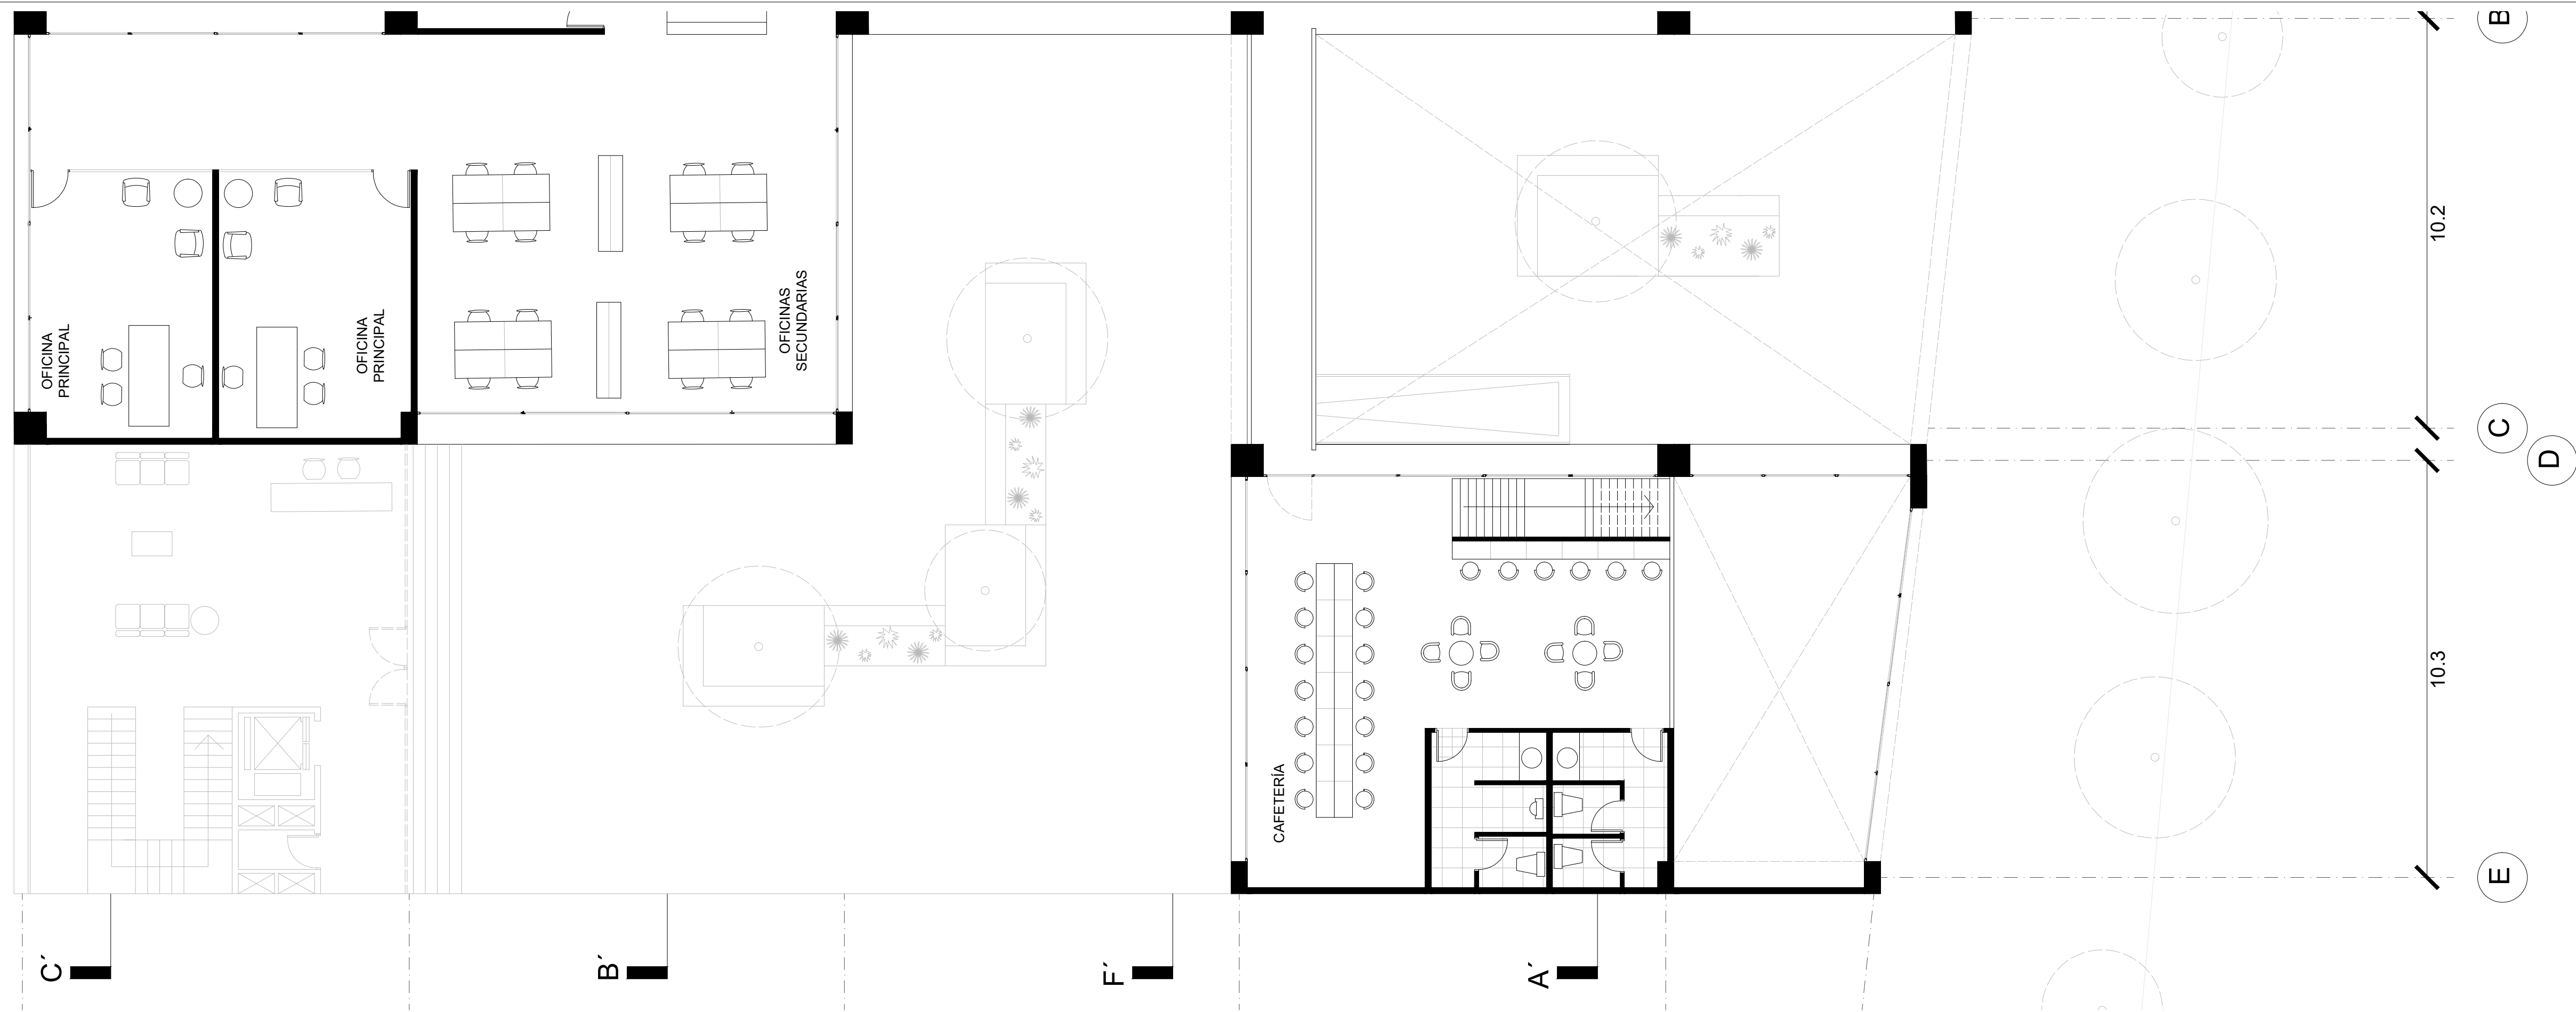 OFICINA
PRINCIPAL
OFICINA
PRINCIPAL
OFICINAS
SECUNDARIAS
CAFETERÍA
B
10.2
C
D
10.3
E
C´
B´
F´
A´